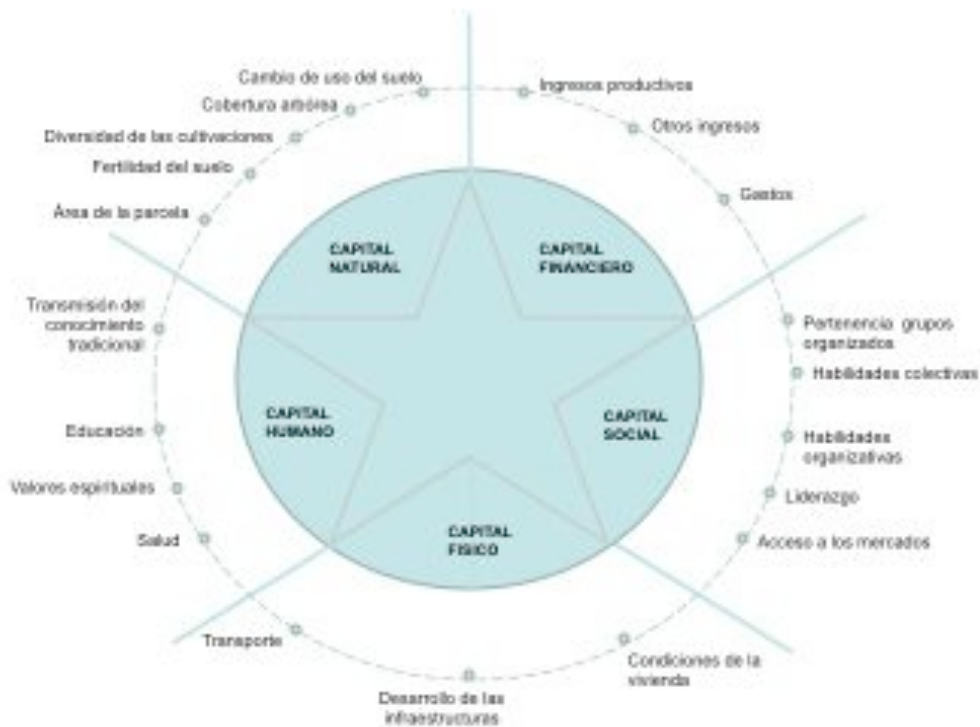 Cambio de uso del suelo
Cobertura arbórea
Diversidad de las cultivaciones
Fertilidad del suelo
Área de la parcela
Ingresos productivos
Otros ingresos
Gastos
CAPITAL
NATURAL
CAPITAL
FINANCIERO
Transmisión del
conocimiento
tradicional
Educación
Valores espirituales
Salud
CAPITAL
HUMANO
CAPITAL
SOCIAL
Pertenencia grupos
organizados
Habilidades colectivas
Habilidades
organizativas
Liderazgo
Acceso a los mercados
CAPITAL
FISICO
Transporte
Desarrollo de las
infraestructuras
Condiciones de la
vivienda